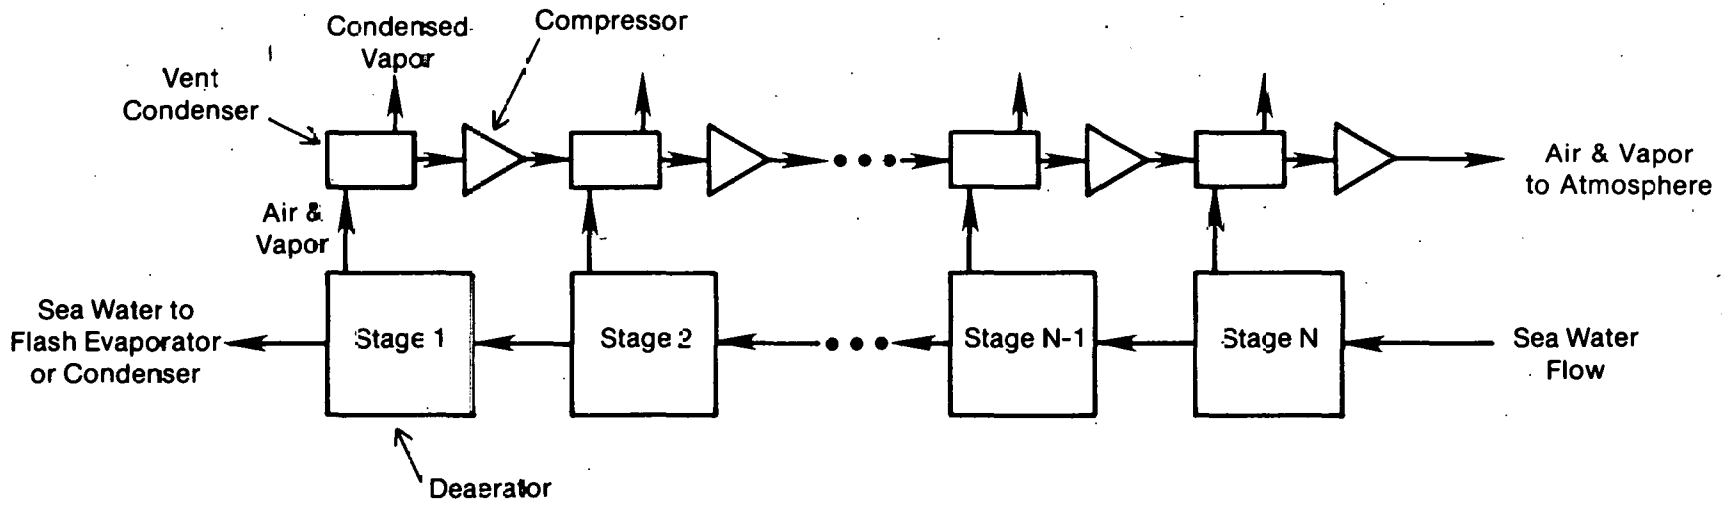 Condensed
Vapor
Compressor
Vent
Condenser
Air & Vapor
to Atmosphere
Air &
Vapor
Sea Water to
Flash Evaporator
or Condenser
Stage 1
Stage 2
Stage N-1
Stage N
Sea Water
Flow
Deaerator